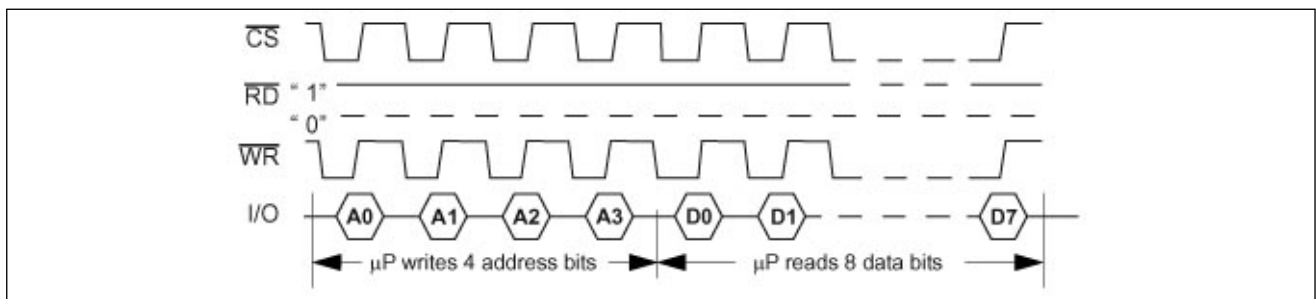 CS
RD “ 1”
“ 0”
WR
I/O A0 A1 A2 A3 D0 D1 D7
μP writes 4 address bits μP reads 8 data bits